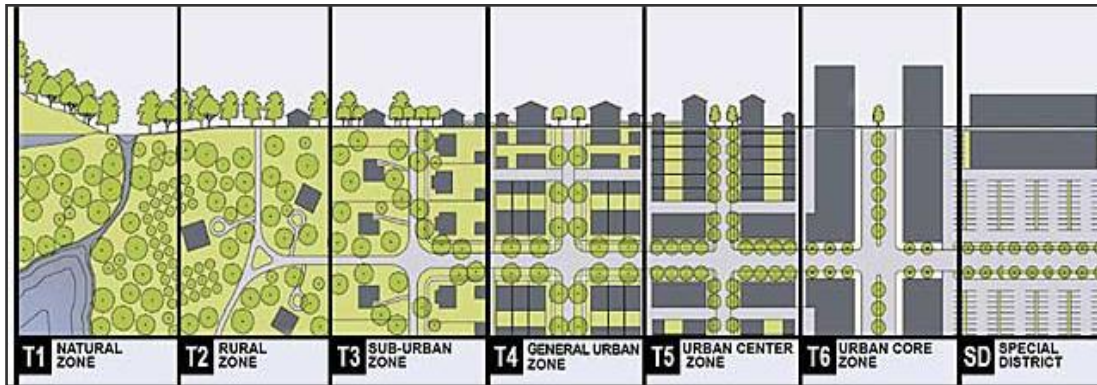 T1 NATURAL
ZONE
T2 RURAL
ZONE
T3 SUB-URBAN
ZONE
T4 GENERAL URBAN
ZONE
T5 URBAN CENTER
ZONE
T6 URBAN CORE
ZONE
SD SPECIAL
DISTRICT